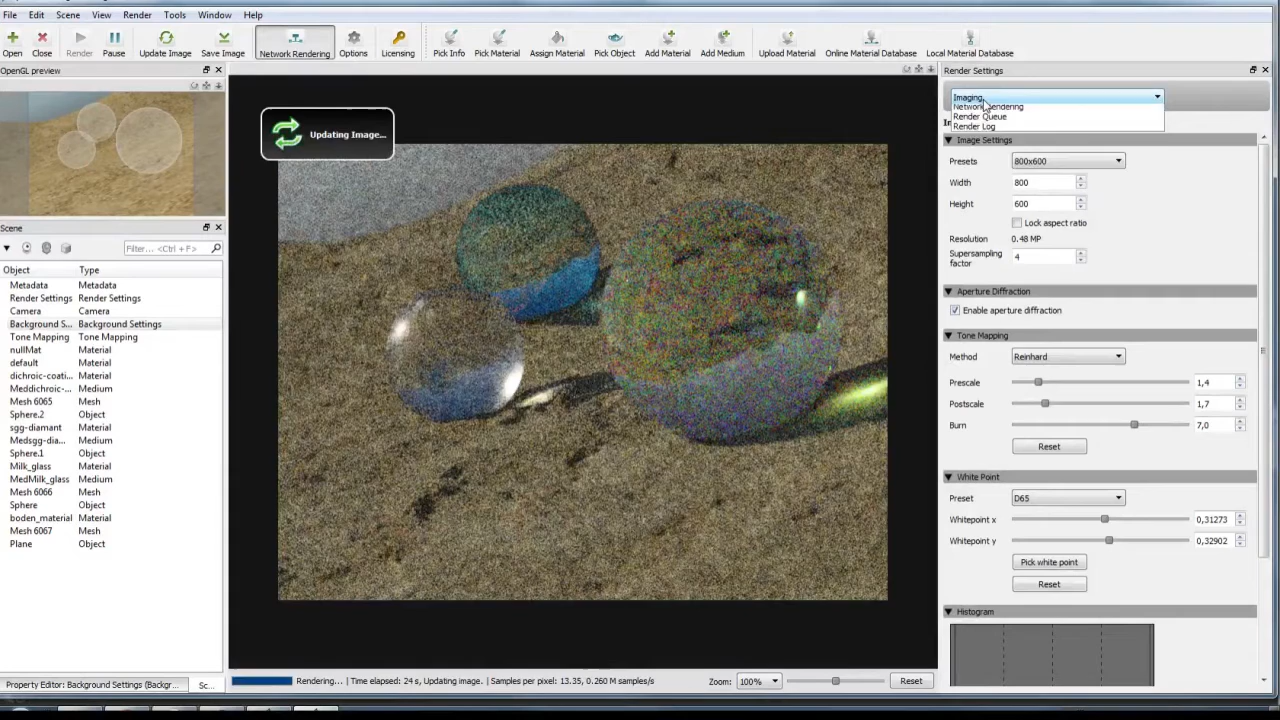 File Edit Scene View Render Tools Window Help
Open Close Render Pause Update Image Save Image Network Rendering Options Licensing Pick Info Pick Material Assign Material Pick Object Add Material Add Medium Upload Material Online Material Database Local Material Database
OpenGL preview
Updating Image...
Scene
Filter... <Ctrl + F>
Object Type
Metadata Metadata
Render Settings Render Settings
Camera Camera
Background S... Background Settings
Tone Mapping Tone Mapping
nullMat Material
default Material
dichroic-coati... Material
Meddichroic-... Medium
Mesh 6065 Mesh
Sphere.2 Object
sgg-diamant Material
Medsgg-dia... Medium
Sphere.1 Object
Milk_glass Material
MedMilk_glass Medium
Mesh 6066 Mesh
Sphere Object
boden_material Material
Mesh 6067 Mesh
Plane Object
Property Editor: Background Settings (Backgr... Sc...
Rendering... | Time elapsed: 24 s, Updating image. | Samples per pixel: 13.35, 0.260 M samples/s
Zoom: 100% Reset
Render Settings
Imaging
Network Rendering
Render Queue
Render Log
Image Settings
Presets 800x600
Width 800
Height 600
Lock aspect ratio
Resolution 0.48 MP
Supersampling
factor 4
Aperture Diffraction
Enable aperture diffraction
Tone Mapping
Method Reinhard
Prescale 1,4
Postscale 1,7
Burn 7,0
Reset
White Point
Preset D65
Whitepoint x 0,31273
Whitepoint y 0,32902
Pick white point
Reset
Histogram